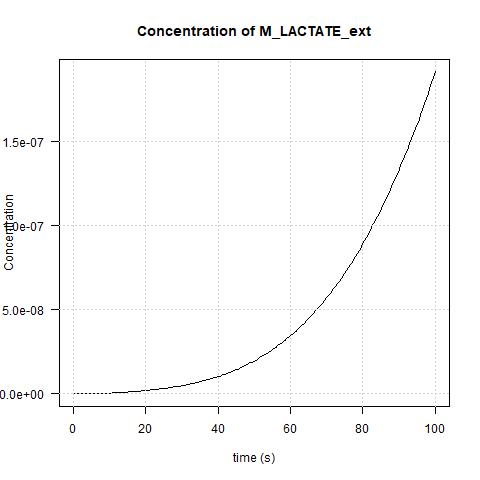 Concentration of M_LACTATE_ext
Concentration
1.5e-07
1.0e-07
5.0e-08
0.0e+00
0 20 40 60 80 100
time (s)